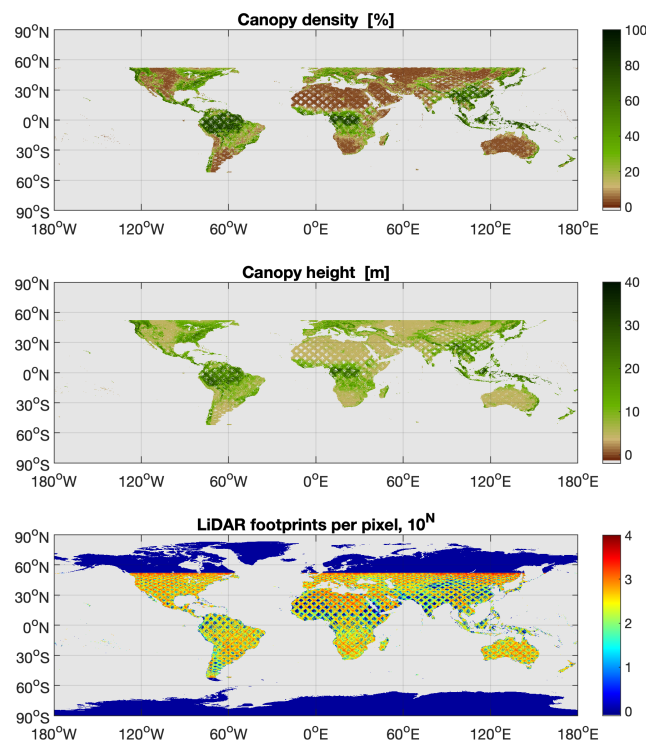 Canopy density [%]
90°N
60°N
30°N
0°N
30°S
60°S
90°S
180°W 120°W 60°W 0°E 60°E 120°E 180°E
100
80
60
40
20
0
Canopy height [m]
90°N
60°N
30°N
0°N
30°S
60°S
90°S
180°W 120°W 60°W 0°E 60°E 120°E 180°E
40
30
20
10
0
LiDAR footprints per pixel, 10^N
90°N
60°N
30°N
0°N
30°S
60°S
90°S
180°W 120°W 60°W 0°E 60°E 120°E 180°E
4
3
2
1
0